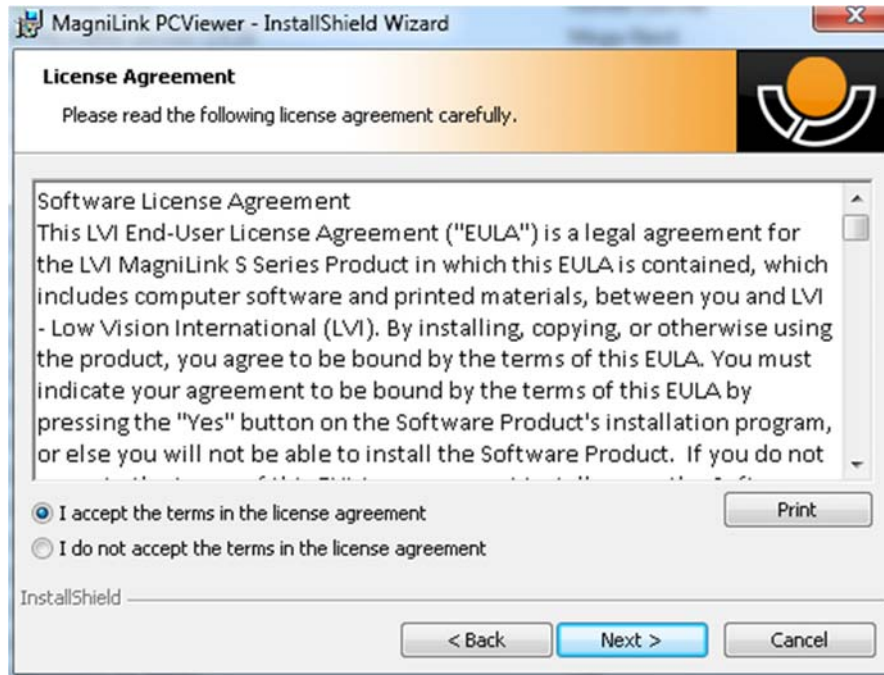 MagniLink PCViewer - InstallShield Wizard
License Agreement
Please read the following license agreement carefully.
Software License Agreement
This LVI End-User License Agreement ("EULA") is a legal agreement for
the LVI MagniLink S Series Product in which this EULA is contained, which
includes computer software and printed materials, between you and LVI
- Low Vision International (LVI). By installing, copying, or otherwise using
the product, you agree to be bound by the terms of this EULA. You must
indicate your agreement to be bound by the terms of this EULA by
pressing the "Yes" button on the Software Product's installation program,
or else you will not be able to install the Software Product.  If you do not
I accept the terms in the license agreement
Print
I do not accept the terms in the license agreement
InstallShield
< Back Next > Cancel